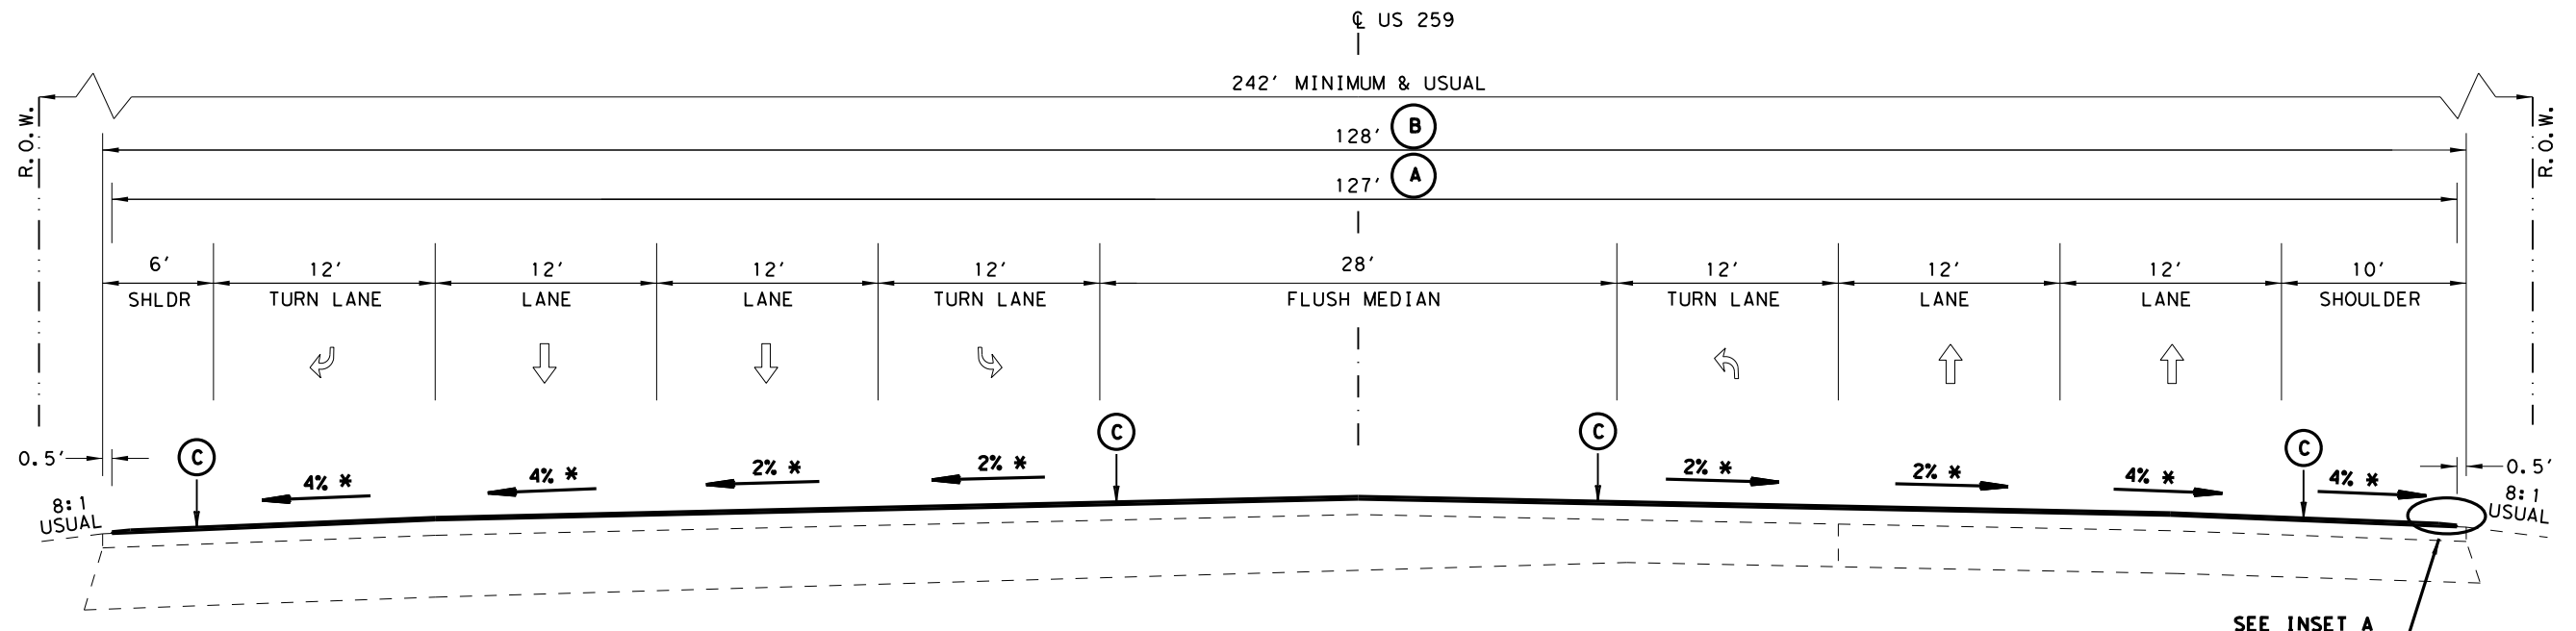 ℄ US 259
242' MINIMUM & USUAL
R.O.W.
R.O.W.
128' B
127' A
6' 12' 12' 12' 12' 28' 12' 12' 12' 10'
SHLDR TURN LANE LANE LANE TURN LANE FLUSH MEDIAN TURN LANE LANE LANE SHOULDER
C C C C
0.5' 4% * 4% * 2% * 2% * 2% * 2% * 4% * 4% * 0.5'
8:1 8:1
USUAL USUAL
SEE INSET A